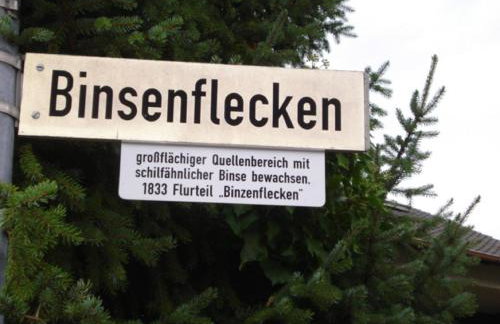 Binsenflecken
großflächiger Quellenbereich mit
schilfähnlicher Binse bewachsen.
1833 Flurteil „Binzenflecken"